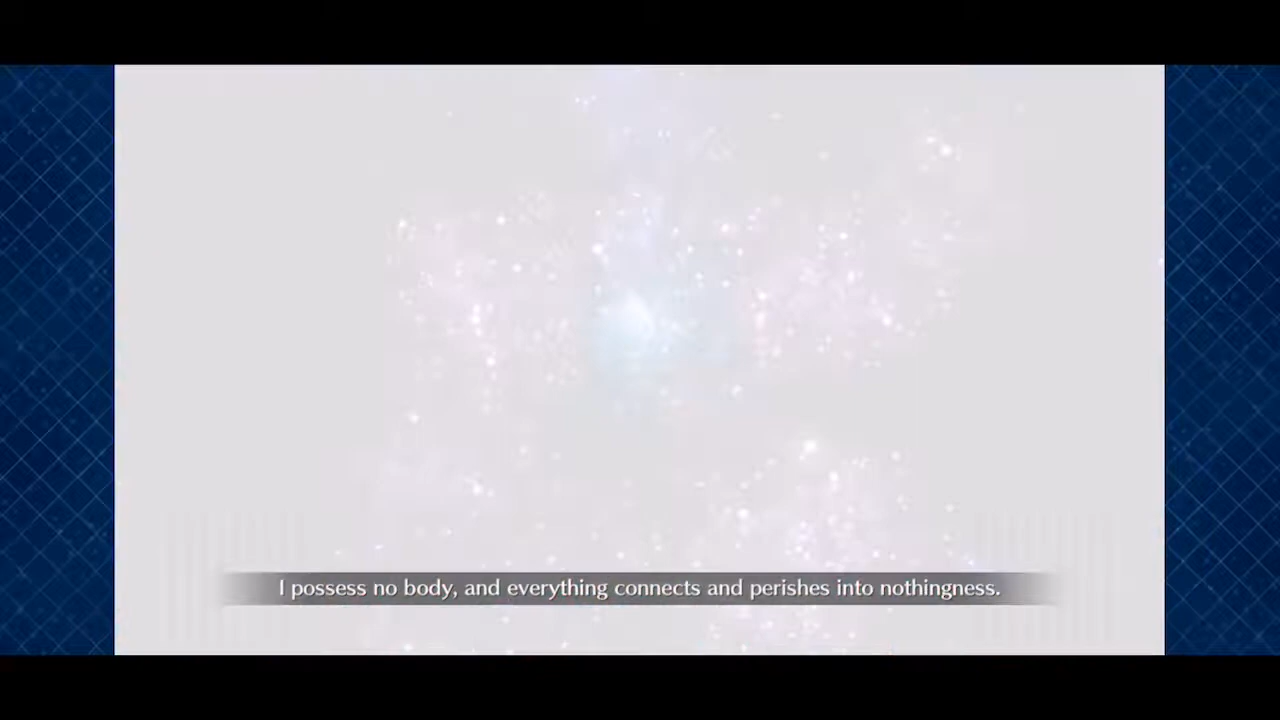 I possess no body, and everything connects and perishes into nothingness.